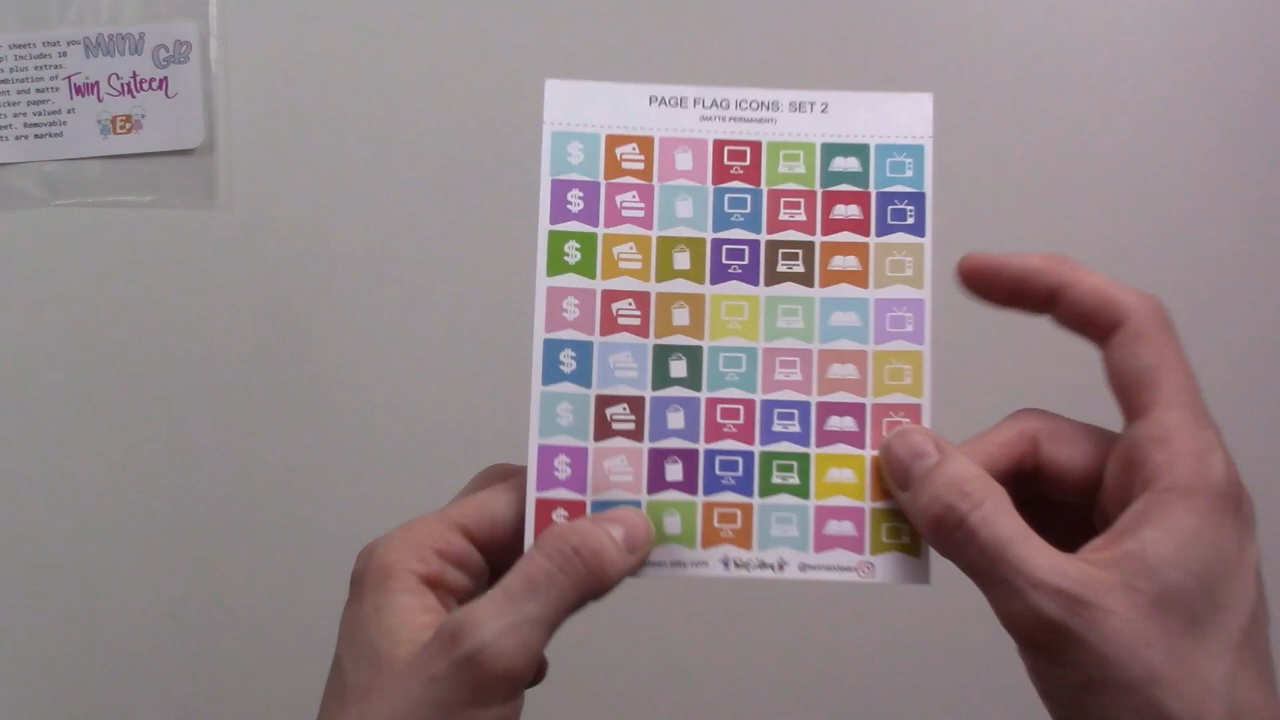 r sheets that you
p! Includes 10
s plus extras.
mbination of
ent and matte
icker paper.
ts are valued at
eet. Removable
ts are marked
Mini GB
Twin Sixteen
PAGE FLAG ICONS: SET 2
(MATTE PERMANENT)